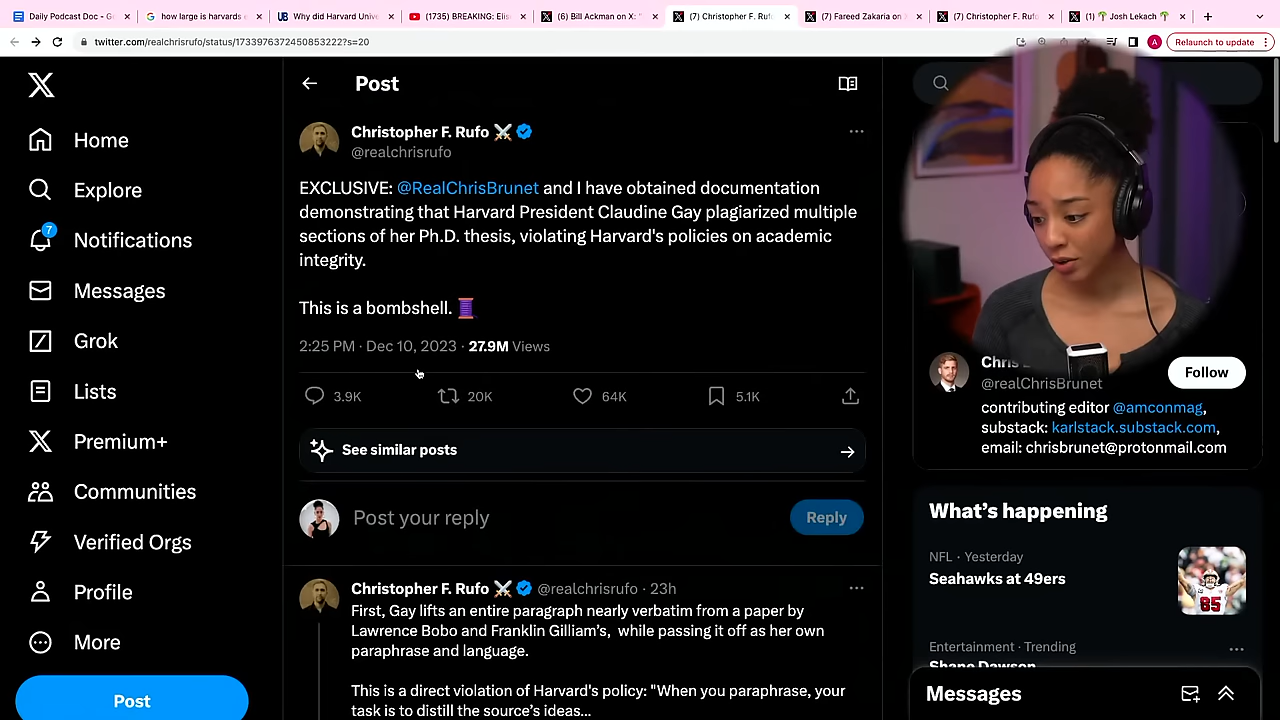 Daily Podcast Doc - G
how large is harvards e
Why did Harvard Unive
(1735) BREAKING: Elise
(6) Bill Ackman on X: "
(7) Christopher F. Rufo
(7) Fareed Zakaria on X
(7) Christopher F. Rufo
(1) 🌴 Josh Lekach 🌴
twitter.com/realchrisrufo/status/1733976372450853222?s=20
A
Relaunch to update
Home
Explore
7
Notifications
Messages
Grok
Lists
Premium+
Communities
Verified Orgs
Profile
More
Post
Post
Christopher F. Rufo ⚔️
@realchrisrufo
EXCLUSIVE: @RealChrisBrunet and I have obtained documentation
demonstrating that Harvard President Claudine Gay plagiarized multiple
sections of her Ph.D. thesis, violating Harvard's policies on academic
integrity.
This is a bombshell. 🧵
2:25 PM · Dec 10, 2023 · 27.9M Views
3.9K
20K
64K
5.1K
See similar posts
Post your reply
Reply
Christopher F. Rufo ⚔️ @realchrisrufo · 23h
First, Gay lifts an entire paragraph nearly verbatim from a paper by
Lawrence Bobo and Franklin Gilliam's, while passing it off as her own
paraphrase and language.
This is a direct violation of Harvard's policy: "When you paraphrase, your
task is to distill the source's ideas...
Chris
@realChrisBrunet
Follow
contributing editor @amconmag,
substack: karlstack.substack.com,
email: chrisbrunet@protonmail.com
What's happening
NFL · Yesterday
Seahawks at 49ers
85
Entertainment · Trending
Shane Dawson
Messages